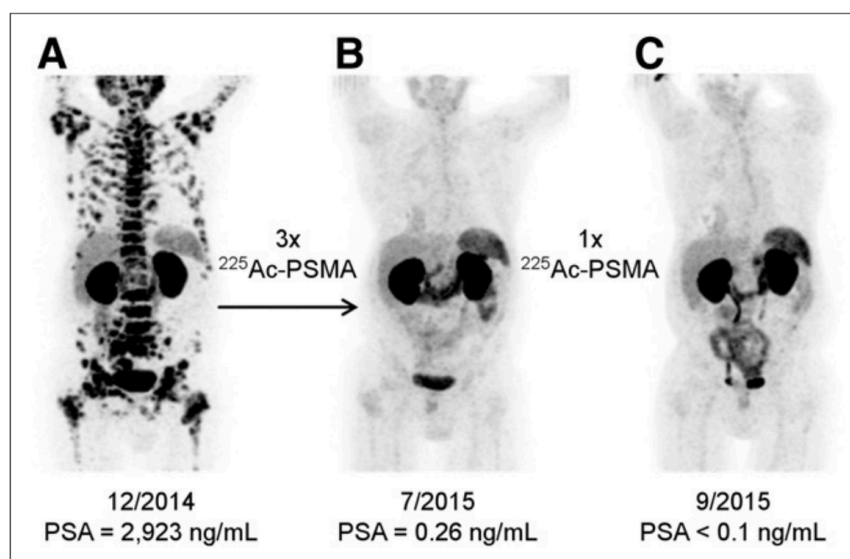 A
B
C
3x
²²⁵Ac-PSMA
1x
²²⁵Ac-PSMA
12/2014
PSA = 2,923 ng/mL
7/2015
PSA = 0.26 ng/mL
9/2015
PSA < 0.1 ng/mL